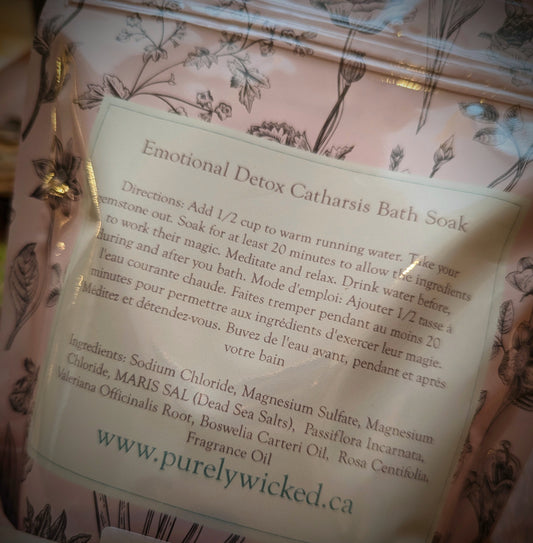 Emotional Detox Catharsis Bath Soak
Directions: Add 1/2 cup to warm running water. Take your
gemstone out. Soak for at least 20 minutes to allow the ingredients
to work their magic. Meditate and relax. Drink water before,
during and after you bath. Mode d'emploi: Ajouter 1/2 tasse à
l'eau courante chaude. Faites tremper pendant au moins 20
minutes pour permettre aux ingrédients d'exercer leur magie.
Méditez et détendez-vous. Buvez de l'eau avant, pendant et après
votre bain
Ingredients: Sodium Chloride, Magnesium Sulfate, Magnesium
Chloride, MARIS SAL (Dead Sea Salts), Passiflora Incarnata,
Valeriana Officinalis Root, Boswelia Carteri Oil, Rosa Centifolia,
Fragrance Oil
www.purelywicked.ca